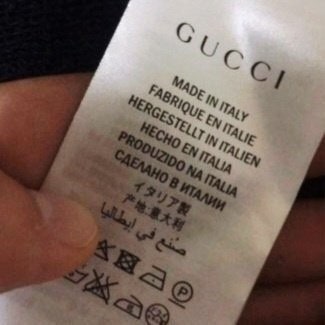 GUCCI
MADE IN ITALY
FABRIQUE EN ITALIE
HERGESTELLT IN ITALIEN
HECHO EN ITALIA
PRODUZIDO NA ITALIA
СДЕЛАНО В ИТАЛИИ
イタリア製
产地:意大利
صنع في إيطاليا
P